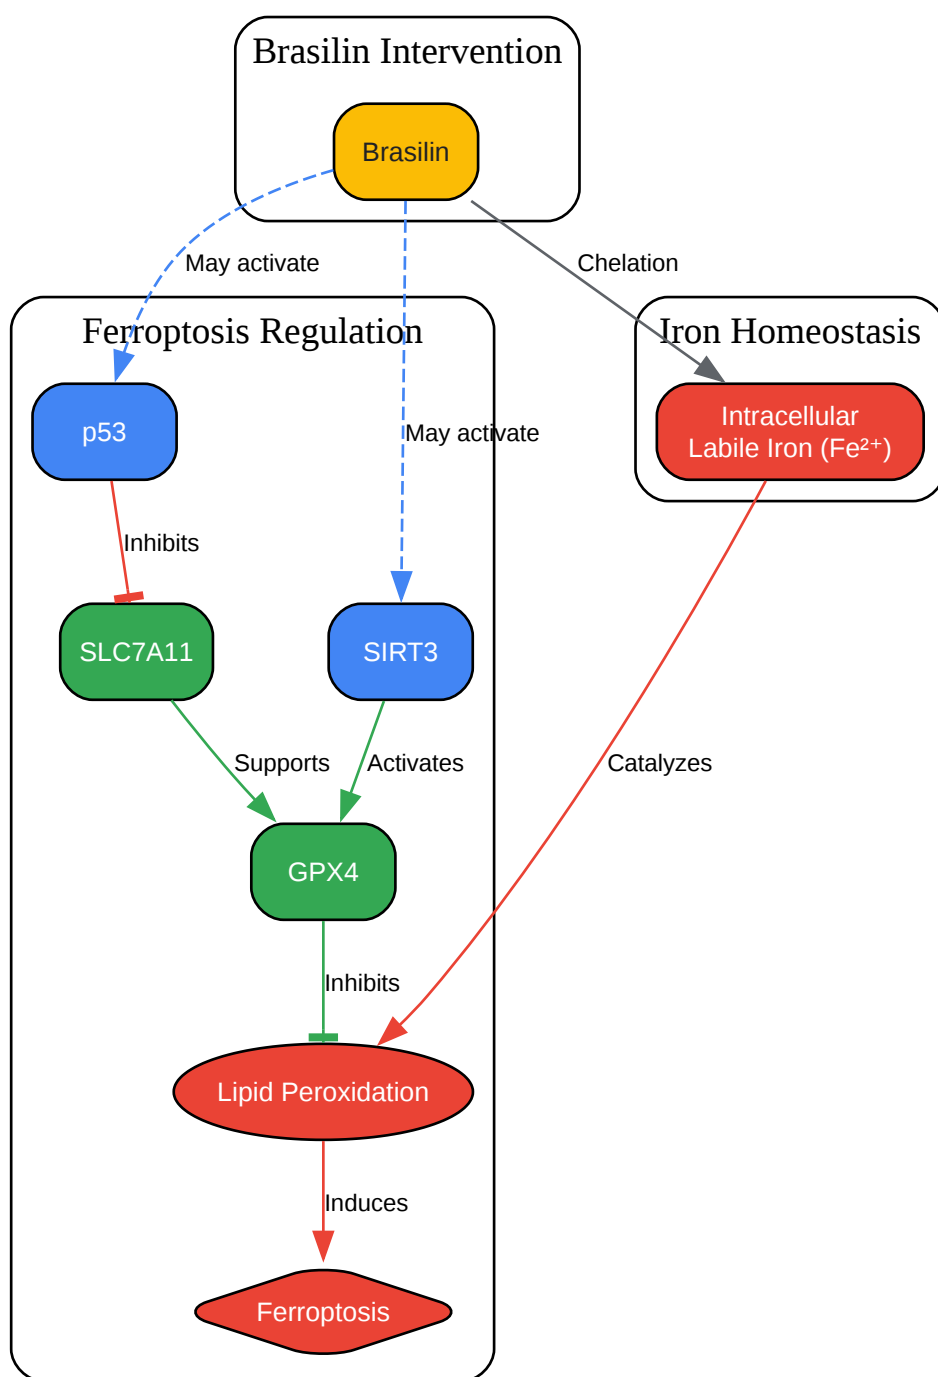 Brasilin Intervention
Brasilin
May activate
Chelation
Ferroptosis Regulation
Iron Homeostasis
p53
May activate
Intracellular
Labile Iron (Fe²⁺)
Inhibits
SLC7A11
SIRT3
Supports
Activates
Catalyzes
GPX4
Inhibits
Lipid Peroxidation
Induces
Ferroptosis